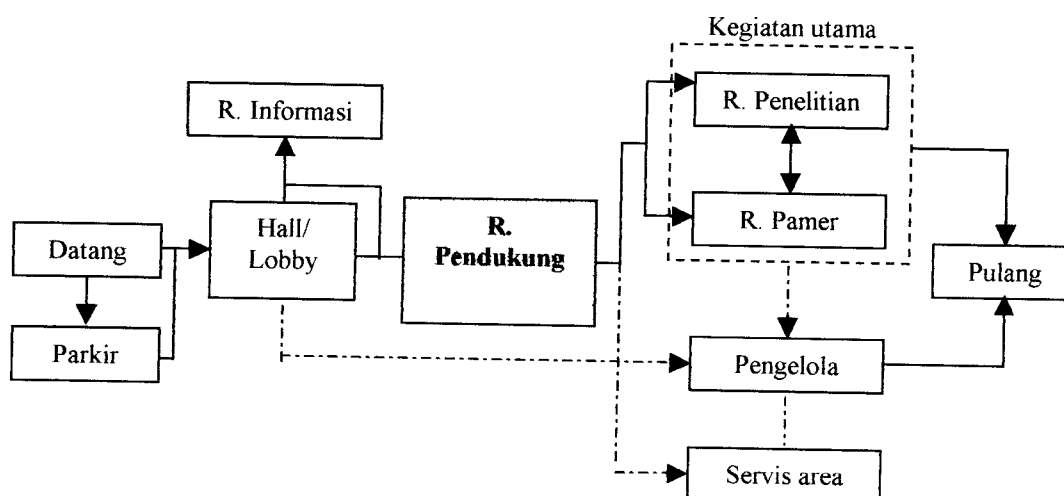 Kegiatan utama
R. Informasi
R. Penelitian
Hall/
Lobby
R.
Pendukung
R. Pamer
Datang
Pulang
Parkir
Pengelola
Servis area